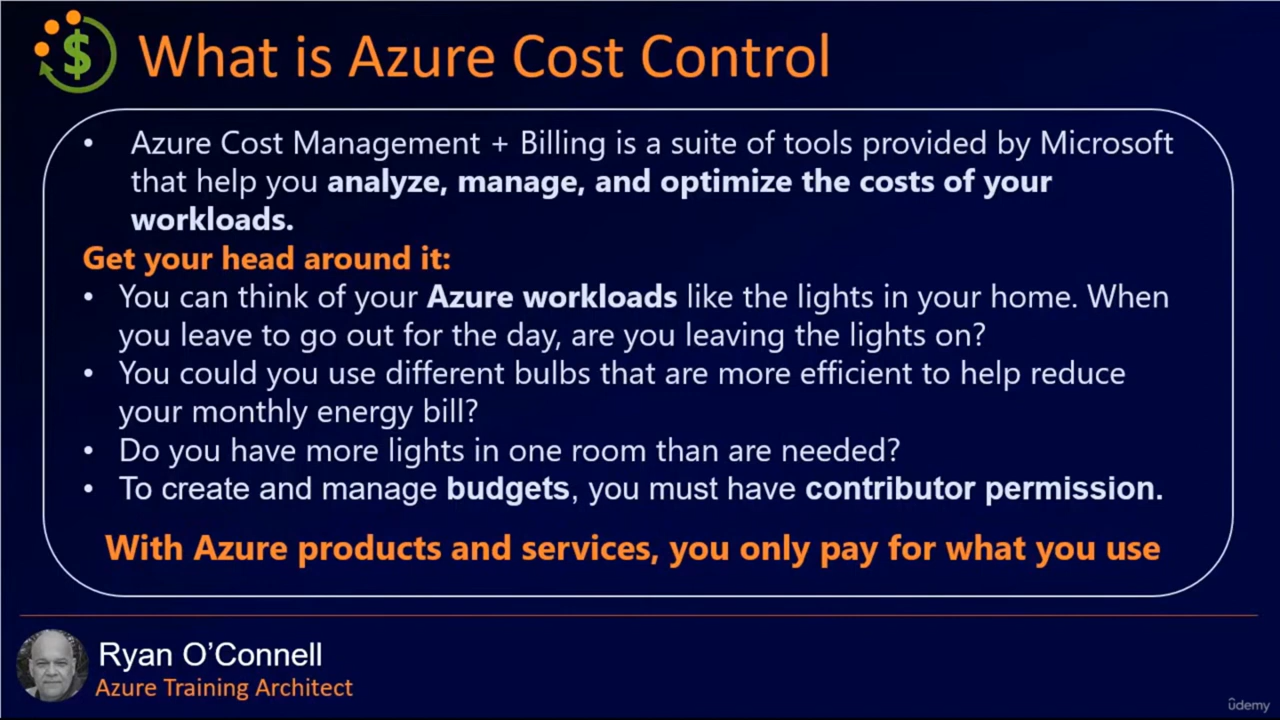 What is Azure Cost Control
• Azure Cost Management + Billing is a suite of tools provided by Microsoft
that help you analyze, manage, and optimize the costs of your
workloads.
Get your head around it:
• You can think of your Azure workloads like the lights in your home. When
you leave to go out for the day, are you leaving the lights on?
• You could you use different bulbs that are more efficient to help reduce
your monthly energy bill?
• Do you have more lights in one room than are needed?
• To create and manage budgets, you must have contributor permission.
With Azure products and services, you only pay for what you use
Ryan O’Connell
Azure Training Architect
ûdemy